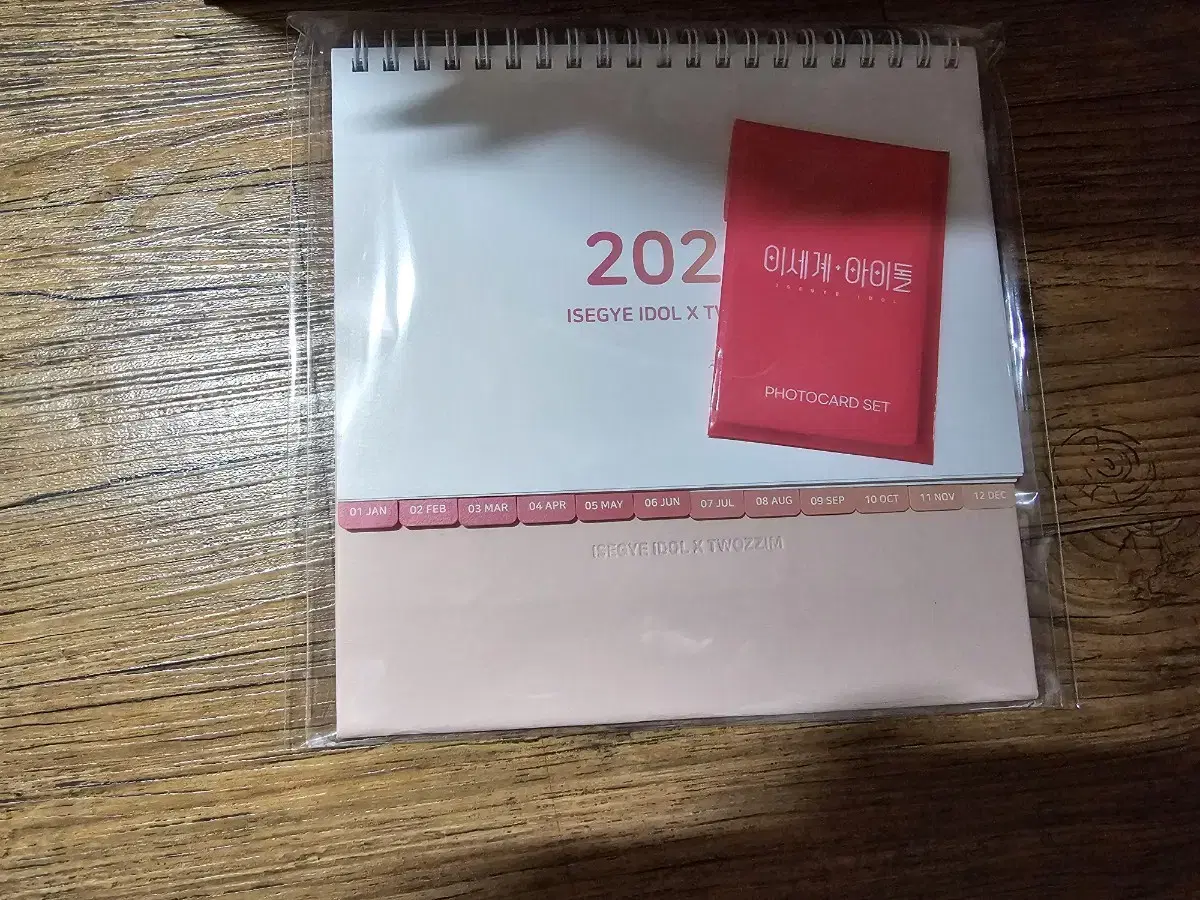 202
ISEGYE IDOL X TW
이세계·아이돌
ISEGYE IDOL
PHOTOCARD SET
01 JAN 02 FEB 03 MAR 04 APR 05 MAY 06 JUN 07 JUL 08 AUG 09 SEP 10 OCT 11 NOV 12 DEC
ISEGYE IDOL X TWOZZIM